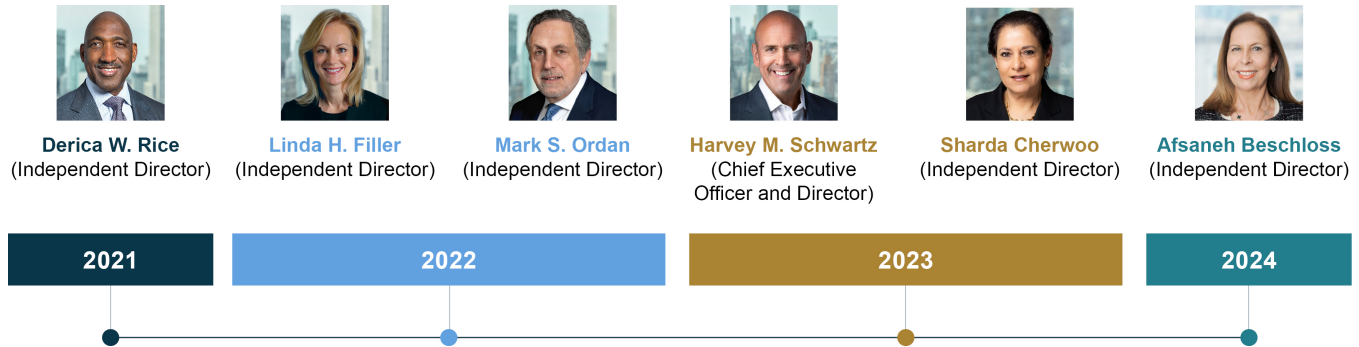 Derica W. Rice
(Independent Director)
Linda H. Filler
(Independent Director)
Mark S. Ordan
(Independent Director)
Harvey M. Schwartz
(Chief Executive
Officer and Director)
Sharda Cherwoo
(Independent Director)
Afsaneh Beschloss
(Independent Director)
2021
2022
2023
2024